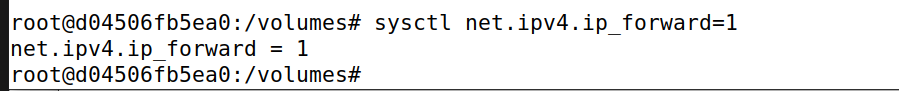 root@d04506fb5ea0:/volumes# sysctl net.ipv4.ip_forward=1
net.ipv4.ip_forward = 1
root@d04506fb5ea0:/volumes#